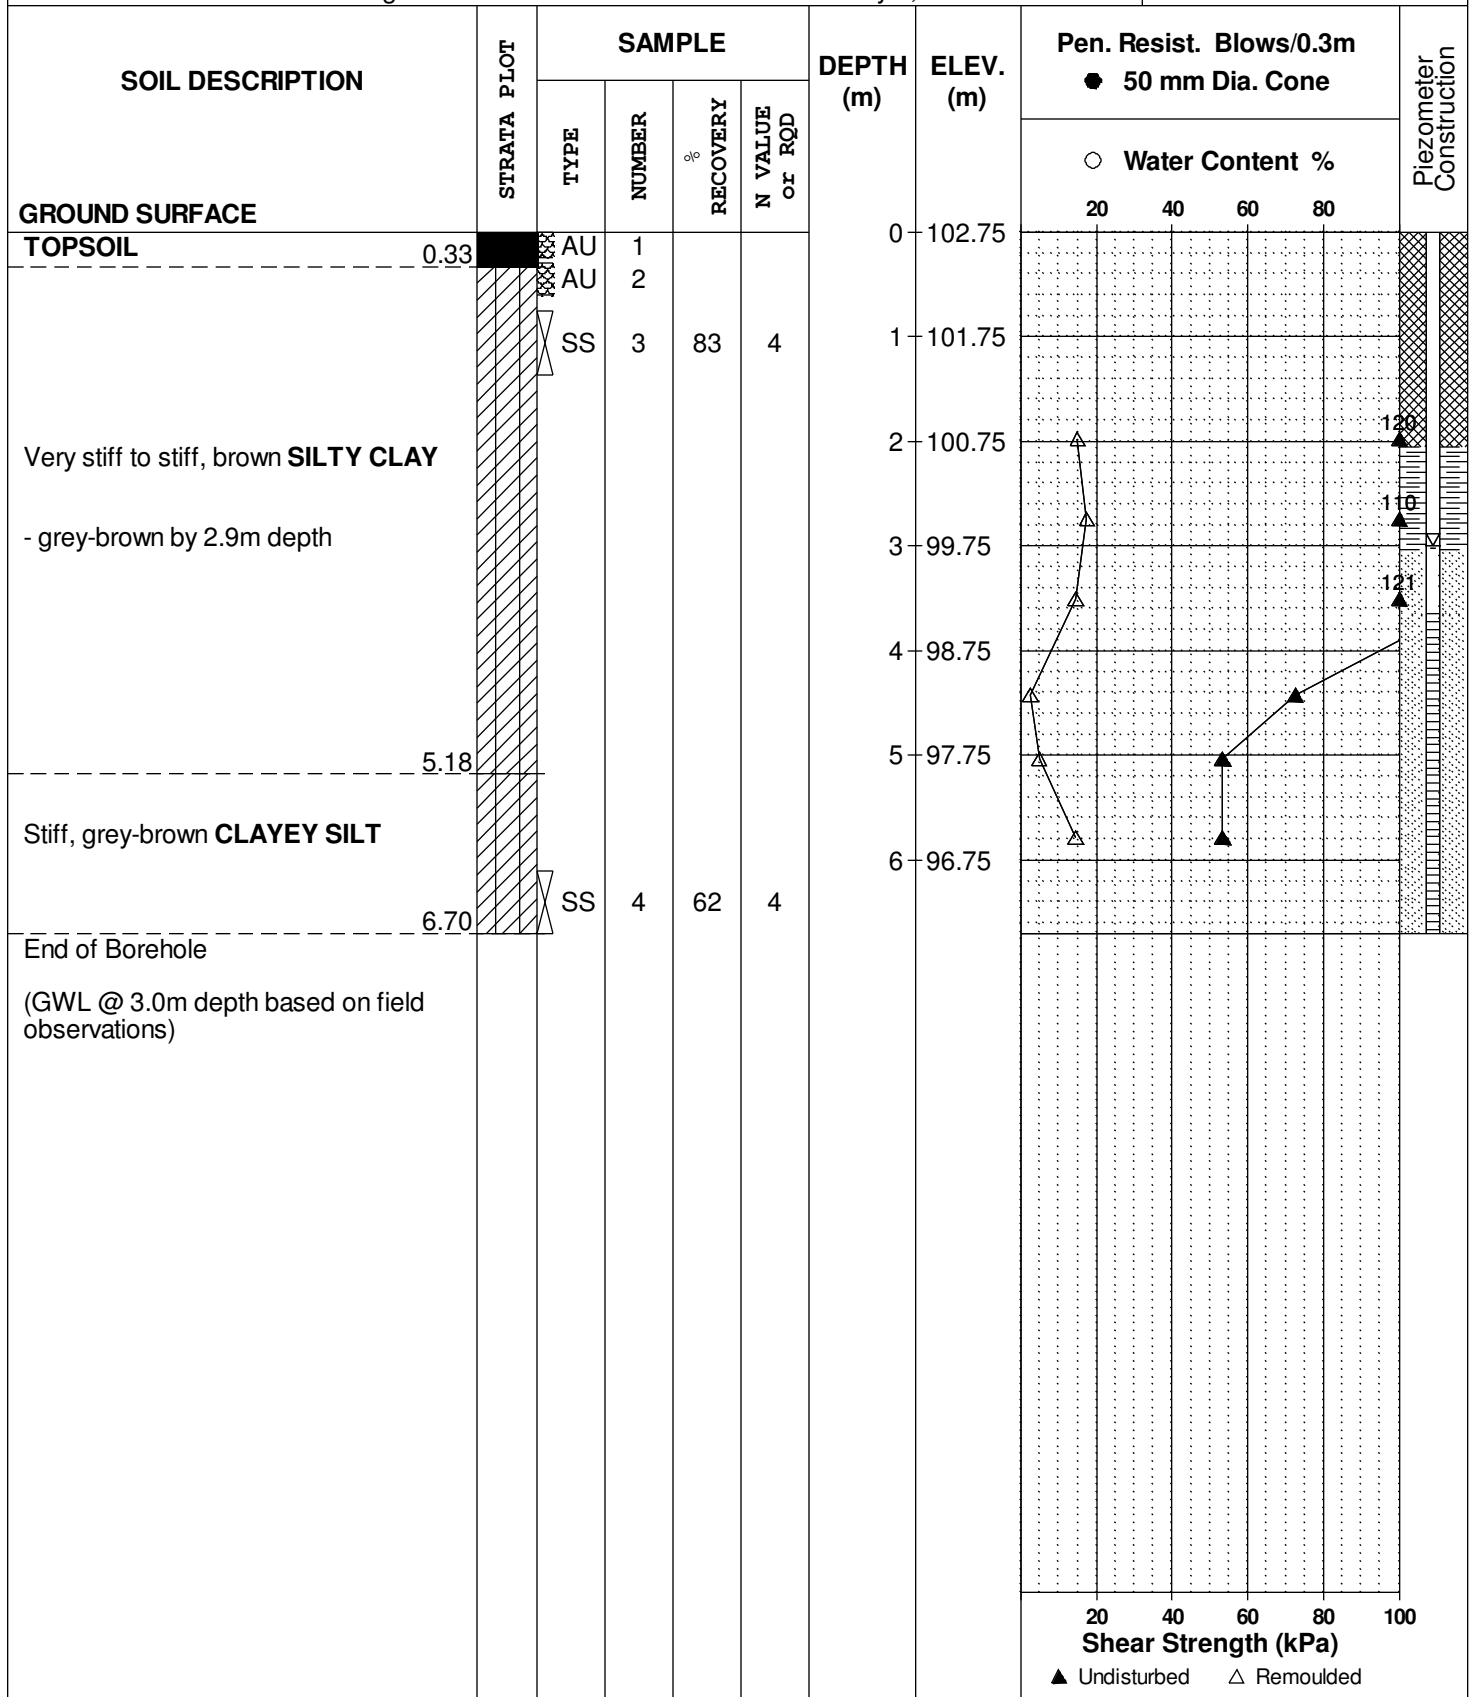 SOIL DESCRIPTION
GROUND SURFACE
STRATA PLOT
SAMPLE
TYPE
NUMBER
% RECOVERY
N VALUE or RQD
DEPTH (m)
ELEV. (m)
Pen. Resist. Blows/0.3m
● 50 mm Dia. Cone
○ Water Content %
20 40 60 80
Piezometer Construction
TOPSOIL
0.33
AU 1
AU 2
SS 3 83 4
0 102.75
1 101.75
2 100.75
3 99.75
4 98.75
5 97.75
6 96.75
120
110
121
Very stiff to stiff, brown SILTY CLAY
- grey-brown by 2.9m depth
5.18
Stiff, grey-brown CLAYEY SILT
SS 4 62 4
6.70
End of Borehole
(GWL @ 3.0m depth based on field
observations)
20 40 60 80 100
Shear Strength (kPa)
▲ Undisturbed △ Remoulded